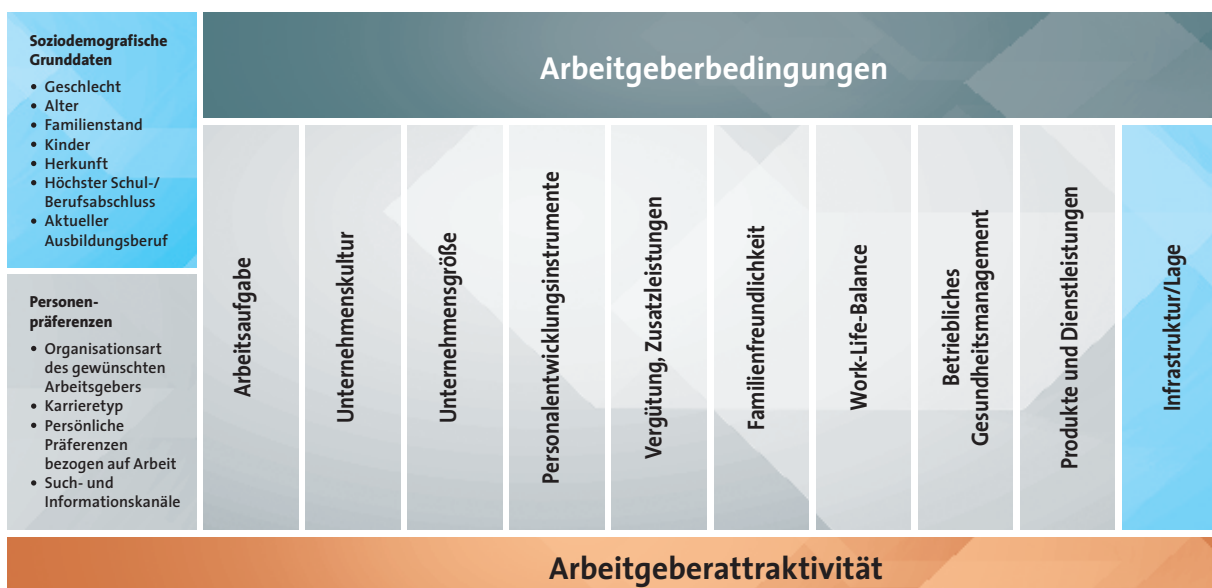 Soziodemografische
Grunddaten
• Geschlecht
• Alter
• Familienstand
• Kinder
• Herkunft
• Höchster Schul-/
Berufsabschluss
• Aktueller
Ausbildungsberuf
Personen-
präferenzen
• Organisationsart
des gewünschten
Arbeitsgebers
• Karrieretyp
• Persönliche
Präferenzen
bezogen auf Arbeit
• Such- und
Informationskanäle
Arbeitgeberbedingungen
Arbeitsaufgabe
Unternehmenskultur
Unternehmensgröße
Personalentwicklungsinstrumente
Vergütung, Zusatzleistungen
Familienfreundlichkeit
Work-Life-Balance
Betriebliches
Gesundheitsmanagement
Produkte und Dienstleistungen
Infrastruktur/Lage
Arbeitgeberattraktivität